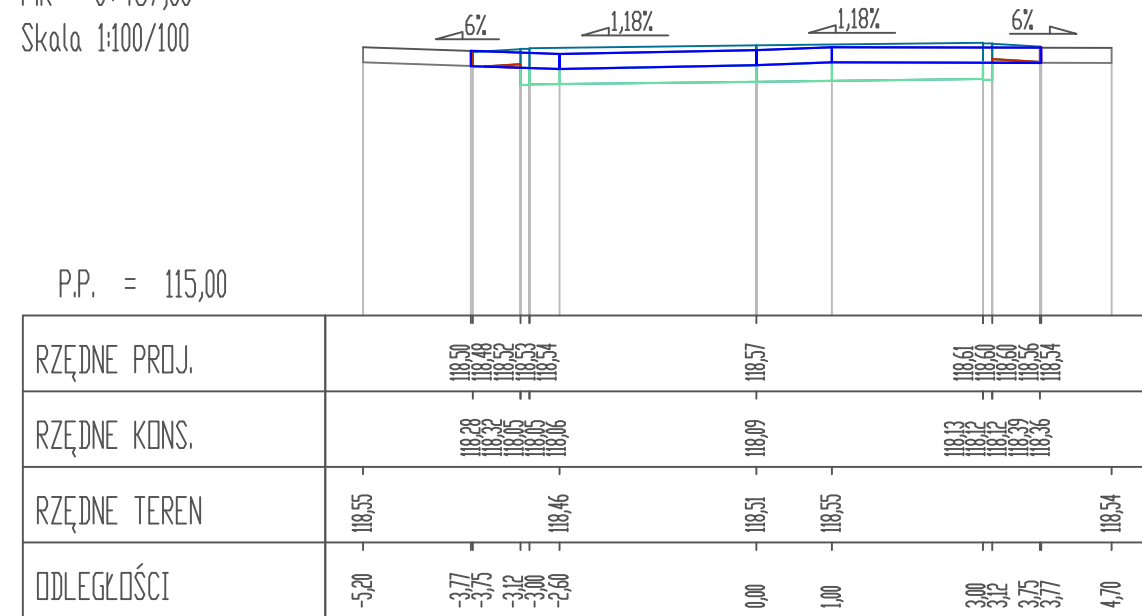 Skala 1:100/100
6% 1,18% 1,18% 6%
P.P. = 115,00
RZĘDNE PROJ. 118,50 118,48 118,52 118,53 118,53 118,54 118,57 118,61 118,60 118,60 118,56 118,54
RZĘDNE KONS. 118,28 118,32 118,32 118,05 118,05 118,06 118,09 118,13 118,12 118,12 118,39 118,36
RZĘDNE TEREN 118,55 118,46 118,51 118,55 118,54
ODLEGŁOŚCI -5,20 -3,77 -3,75 -3,12 -3,00 -2,60 0,00 1,00 3,00 3,12 3,75 3,77 4,70